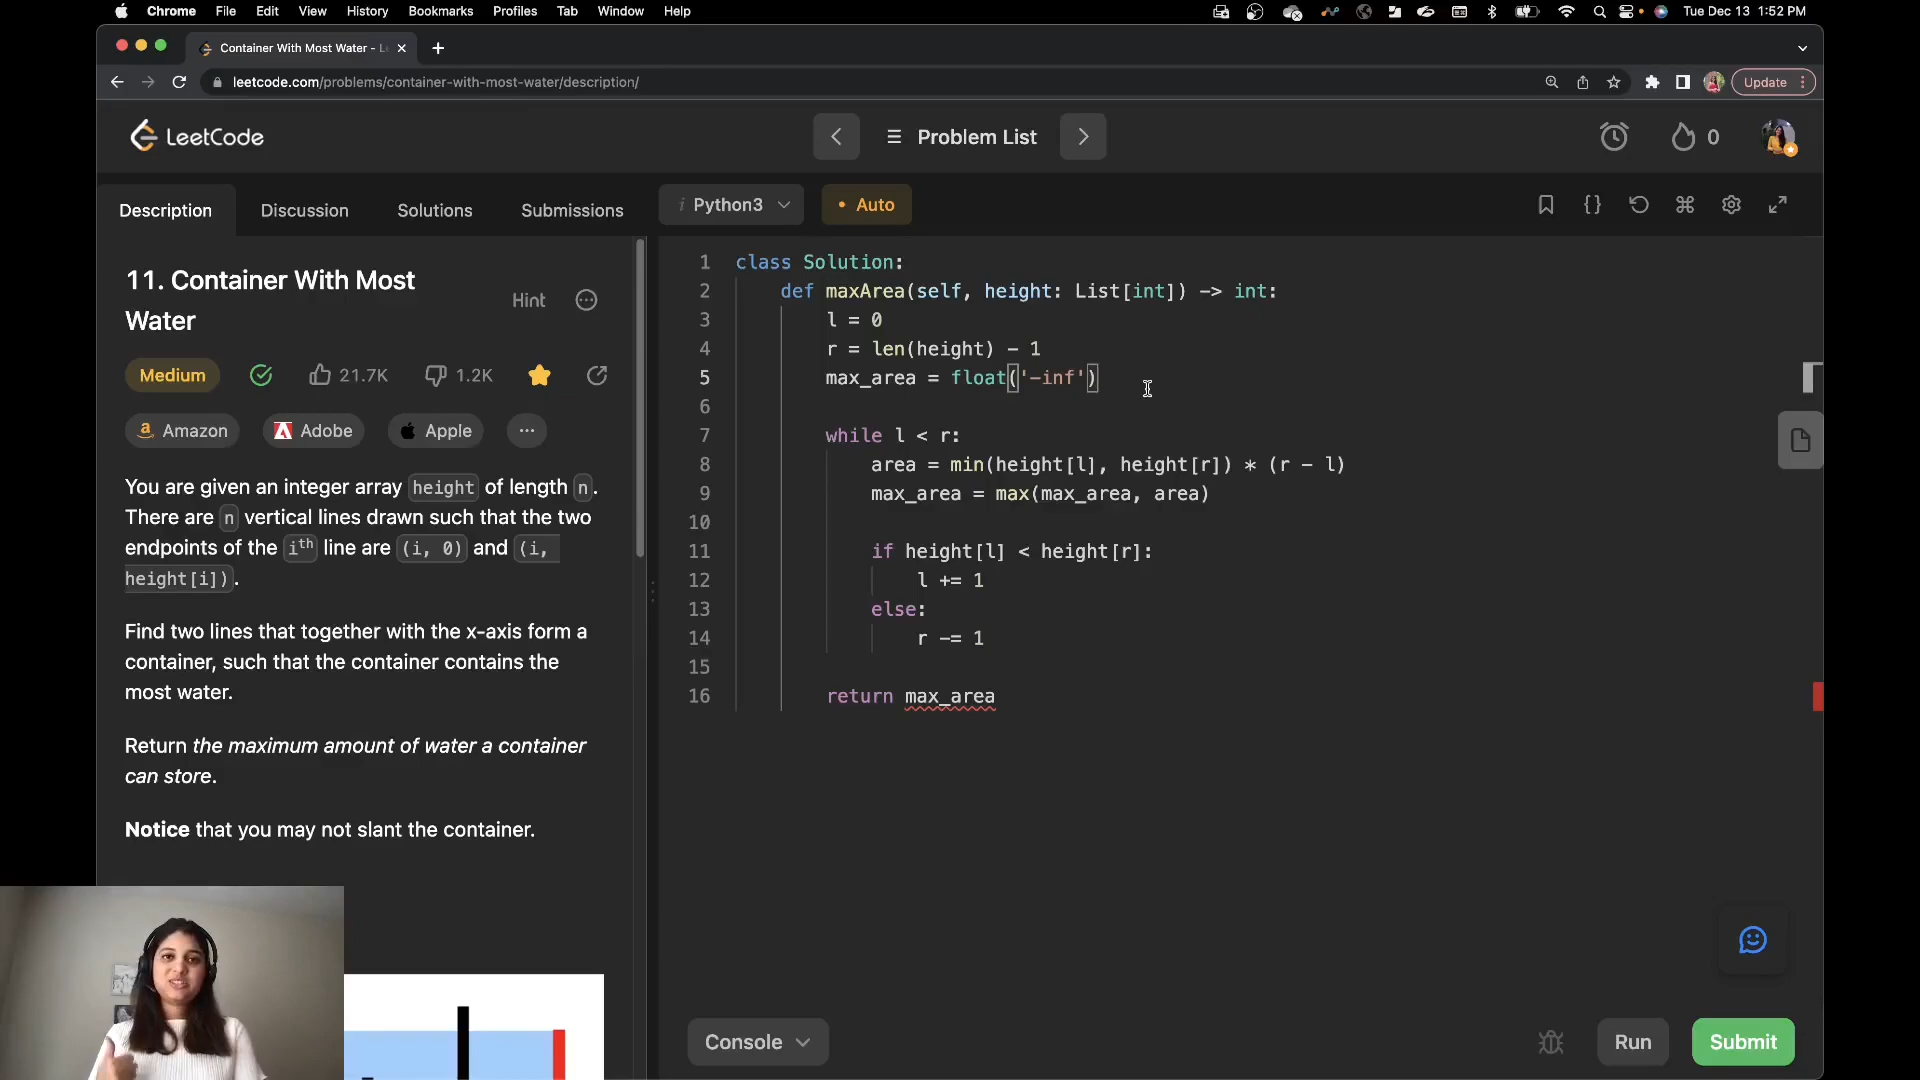 Chrome File Edit View History Bookmarks Profiles Tab Window Help
Tue Dec 13 1:52 PM
Container With Most Water - L
leetcode.com/problems/container-with-most-water/description/
Update
LeetCode
Problem List
0
Description Discussion Solutions Submissions
i Python3
• Auto
11. Container With Most
Water
Hint
Medium
21.7K
1.2K
Amazon
Adobe
Apple
You are given an integer array height of length n.
There are n vertical lines drawn such that the two
endpoints of the ith line are (i, 0) and (i,
height[i]).
Find two lines that together with the x-axis form a
container, such that the container contains the
most water.
Return the maximum amount of water a container
can store.
Notice that you may not slant the container.
1 class Solution:
2 def maxArea(self, height: List[int]) -> int:
3 l = 0
4 r = len(height) - 1
5 max_area = float('-inf')
6
7 while l < r:
8 area = min(height[l], height[r]) * (r - l)
9 max_area = max(max_area, area)
10
11 if height[l] < height[r]:
12 l += 1
13 else:
14 r -= 1
15
16 return max_area
Console
Run
Submit